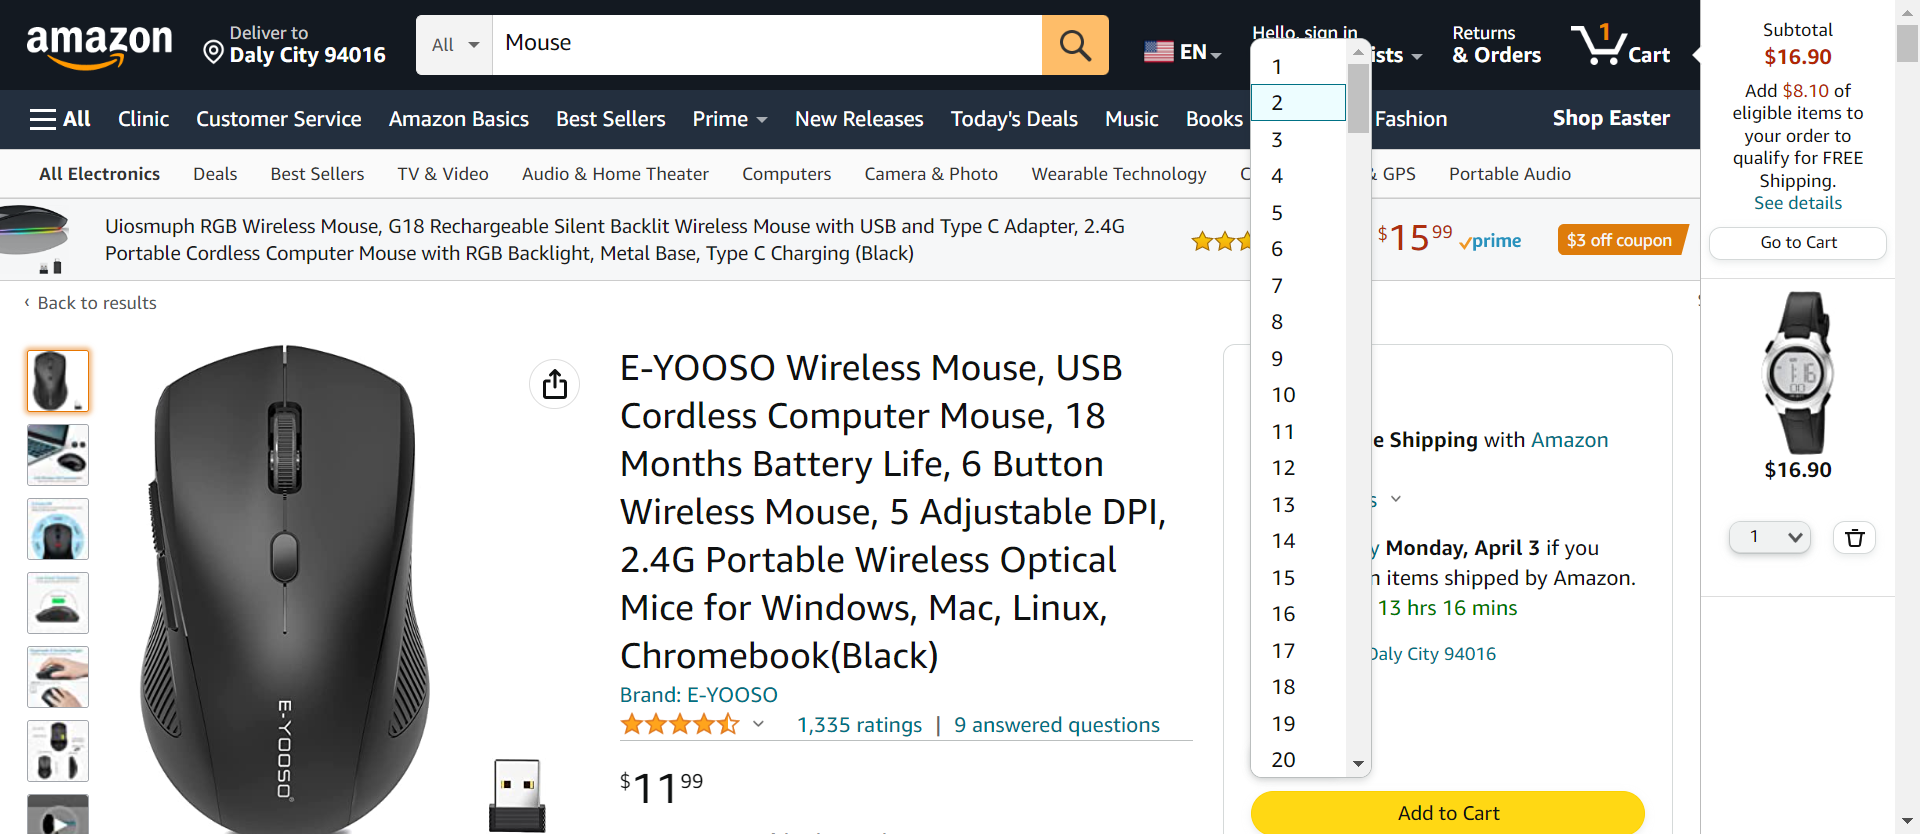 amazon
Deliver to
Daly City 94016
All
Mouse
EN
Hello, sign in
ists
Returns
& Orders
1
Cart
All
Clinic
Customer Service
Amazon Basics
Best Sellers
Prime
New Releases
Today's Deals
Music
Books
Fashion
Shop Easter
All Electronics
Deals
Best Sellers
TV & Video
Audio & Home Theater
Computers
Camera & Photo
Wearable Technology
& GPS
Portable Audio
Uiosmuph RGB Wireless Mouse, G18 Rechargeable Silent Backlit Wireless Mouse with USB and Type C Adapter, 2.4G
Portable Cordless Computer Mouse with RGB Backlight, Metal Base, Type C Charging (Black)
$15 99
prime
$3 off coupon
‹ Back to results
E-YOOSO
E-YOOSO Wireless Mouse, USB
Cordless Computer Mouse, 18
Months Battery Life, 6 Button
Wireless Mouse, 5 Adjustable DPI,
2.4G Portable Wireless Optical
Mice for Windows, Mac, Linux,
Chromebook(Black)
Brand: E-YOOSO
1,335 ratings | 9 answered questions
$11 99
1
2
3
4
5
6
7
8
9
10
11
12
13
14
15
16
17
18
19
20
e Shipping with Amazon
s
y Monday, April 3 if you
n items shipped by Amazon.
13 hrs 16 mins
Daly City 94016
Add to Cart
Subtotal
$16.90
Add $8.10 of
eligible items to
your order to
qualify for FREE
Shipping.
See details
Go to Cart
$16.90
1